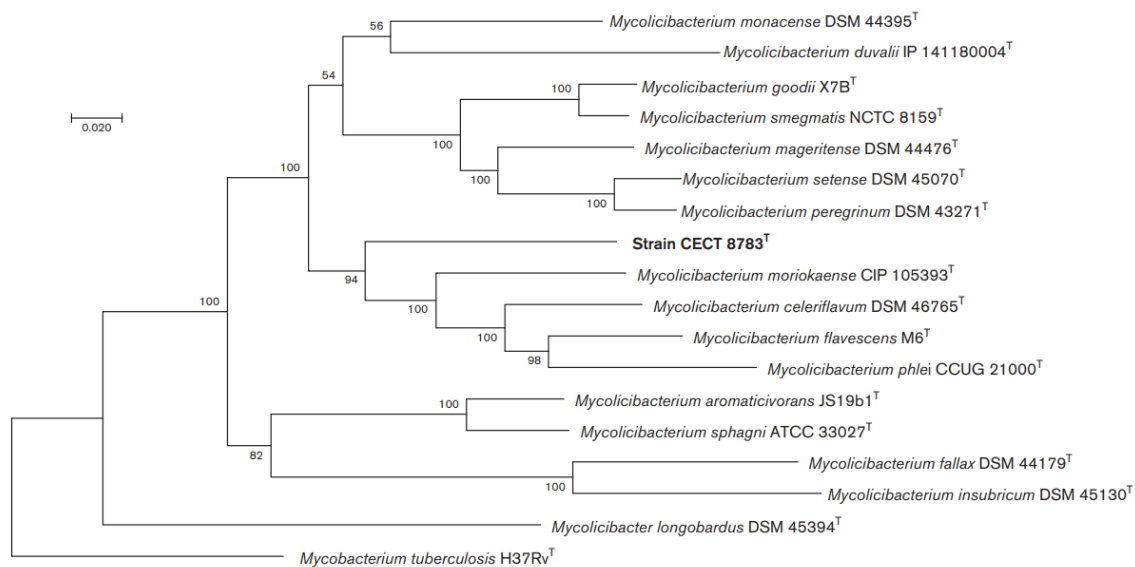 56
Mycolicibacterium monacense DSM 44395T
Mycolicibacterium duvalii IP 141180004T
54
100
Mycolicibacterium goodii X7BT
Mycolicibacterium smegmatis NCTC 8159T
0.020
100
Mycolicibacterium mageritense DSM 44476T
100
100
Mycolicibacterium setense DSM 45070T
100
Mycolicibacterium peregrinum DSM 43271T
Strain CECT 8783T
94
Mycolicibacterium moriokaense CIP 105393T
100
100
Mycolicibacterium celeriflavum DSM 46765T
100
Mycolicibacterium flavescens M6T
98
Mycolicibacterium phlei CCUG 21000T
100
Mycolicibacterium aromaticivorans JS19b1T
Mycolicibacterium sphagni ATCC 33027T
82
Mycolicibacterium fallax DSM 44179T
100
Mycolicibacterium insubricum DSM 45130T
Mycolicibacter longobardus DSM 45394T
Mycobacterium tuberculosis H37RvT